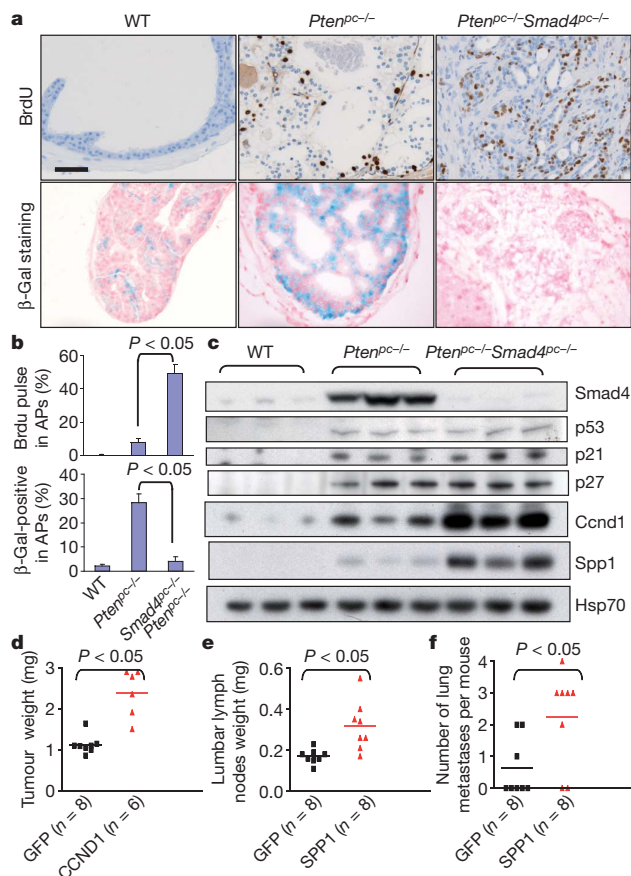 a WT Pten^pc–/– Pten^pc–/–Smad4^pc–/–
BrdU
β-Gal staining
b
P < 0.05
Brdu pulse in APs (%)
60
40
20
0
P < 0.05
β-Gal-positive in APs (%)
40
30
20
10
0
WT
Pten^pc–/–
Smad4^pc–/–
Pten^pc–/–
c WT Pten^pc–/– Pten^pc–/–Smad4^pc–/–
Smad4
p53
p21
p27
Ccnd1
Spp1
Hsp70
d
P < 0.05
Tumour weight (mg)
3
2
1
0
GFP (n = 8)
CCND1 (n = 6)
e
P < 0.05
Lumbar lymph
nodes weight (mg)
0.6
0.4
0.2
0
GFP (n = 8)
SPP1 (n = 8)
f
P < 0.05
Number of lung
metastases per mouse
4
3
2
1
0
GFP (n = 8)
SPP1 (n = 8)